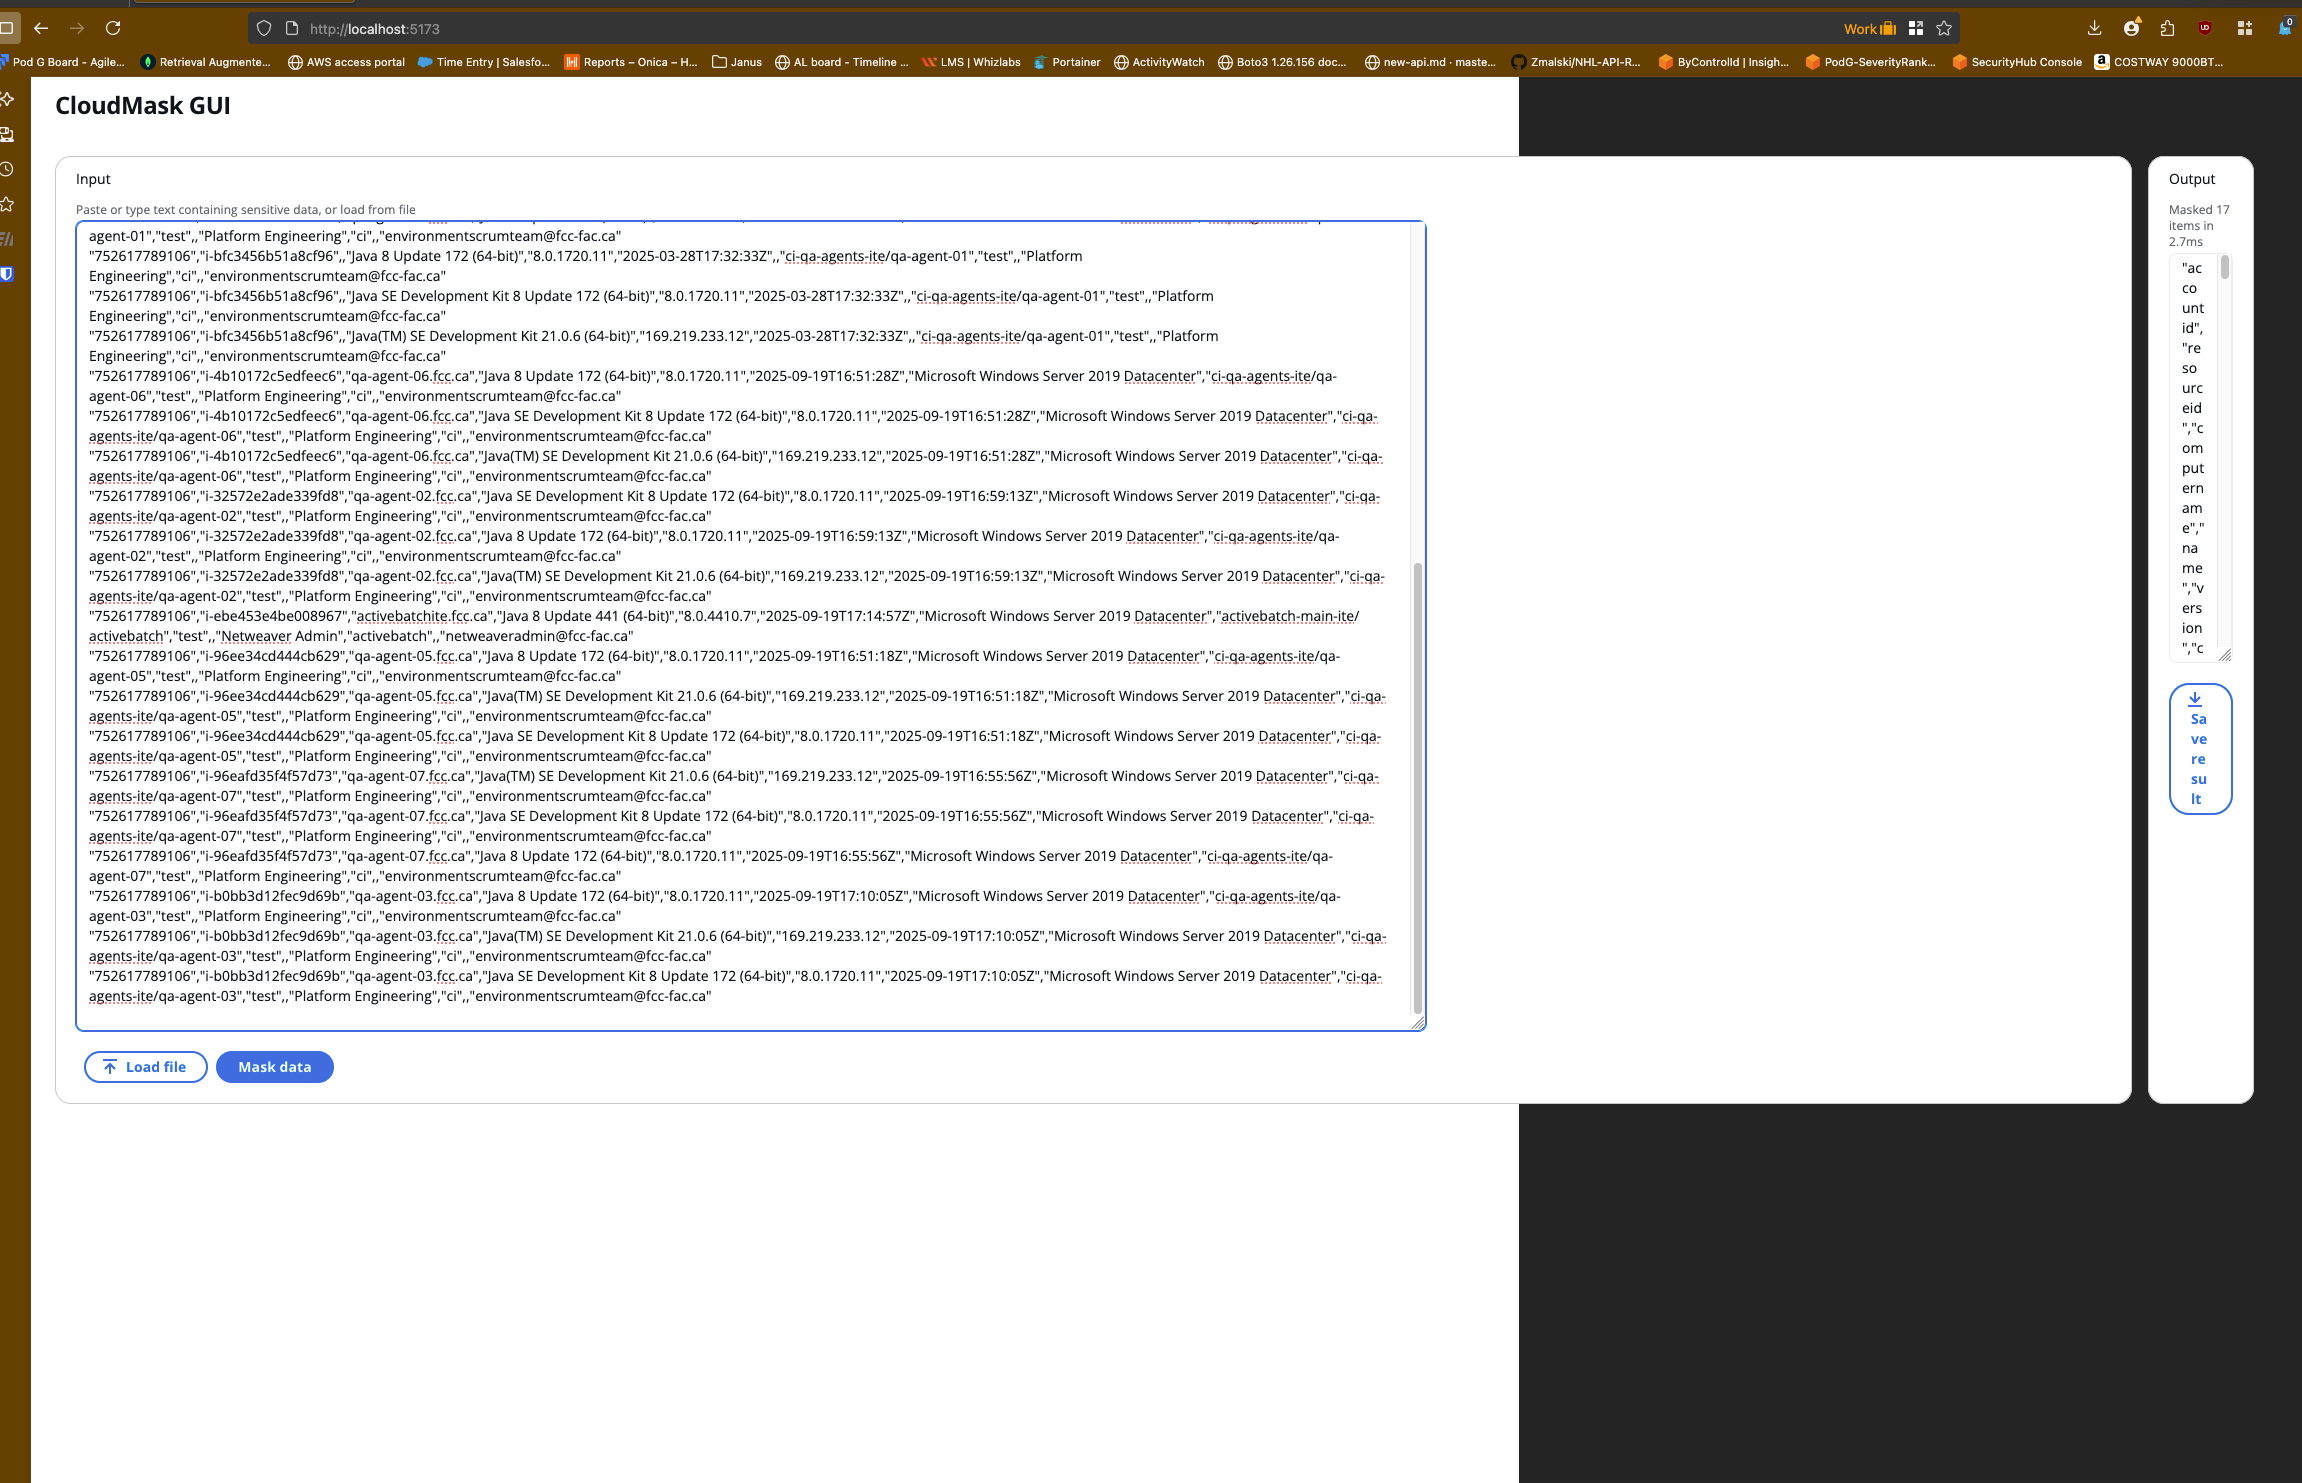 http://localhost:5173
Work
0
Pod G Board - Agile...
Retrieval Augmente...
AWS access portal
Time Entry | Salesfo...
Reports – Onica – H...
Janus
AL board - Timeline ...
LMS | Whizlabs
Portainer
ActivityWatch
Boto3 1.26.156 doc...
new-api.md · maste...
Zmalski/NHL-API-R...
ByControlId | Insigh...
PodG-SeverityRank...
SecurityHub Console
COSTWAY 9000BT...
CloudMask GUI
Input
Paste or type text containing sensitive data, or load from file
agent-01","test",,"Platform Engineering","ci",,"environmentscrumteam@fcc-fac.ca"
"752617789106","i-bfc3456b51a8cf96",,"Java 8 Update 172 (64-bit)","8.0.1720.11","2025-03-28T17:32:33Z",,"ci-qa-agents-ite/qa-agent-01","test",,"Platform
Engineering","ci",,"environmentscrumteam@fcc-fac.ca"
"752617789106","i-bfc3456b51a8cf96",,"Java SE Development Kit 8 Update 172 (64-bit)","8.0.1720.11","2025-03-28T17:32:33Z",,"ci-qa-agents-ite/qa-agent-01","test",,"Platform
Engineering","ci",,"environmentscrumteam@fcc-fac.ca"
"752617789106","i-bfc3456b51a8cf96",,"Java(TM) SE Development Kit 21.0.6 (64-bit)","169.219.233.12","2025-03-28T17:32:33Z",,"ci-qa-agents-ite/qa-agent-01","test",,"Platform
Engineering","ci",,"environmentscrumteam@fcc-fac.ca"
"752617789106","i-4b10172c5edfeec6","qa-agent-06.fcc.ca","Java 8 Update 172 (64-bit)","8.0.1720.11","2025-09-19T16:51:28Z","Microsoft Windows Server 2019 Datacenter","ci-qa-agents-ite/qa-
agent-06","test",,"Platform Engineering","ci",,"environmentscrumteam@fcc-fac.ca"
"752617789106","i-4b10172c5edfeec6","qa-agent-06.fcc.ca","Java SE Development Kit 8 Update 172 (64-bit)","8.0.1720.11","2025-09-19T16:51:28Z","Microsoft Windows Server 2019 Datacenter","ci-qa-
agents-ite/qa-agent-06","test",,"Platform Engineering","ci",,"environmentscrumteam@fcc-fac.ca"
"752617789106","i-4b10172c5edfeec6","qa-agent-06.fcc.ca","Java(TM) SE Development Kit 21.0.6 (64-bit)","169.219.233.12","2025-09-19T16:51:28Z","Microsoft Windows Server 2019 Datacenter","ci-qa-
agents-ite/qa-agent-06","test",,"Platform Engineering","ci",,"environmentscrumteam@fcc-fac.ca"
"752617789106","i-32572e2ade339fd8","qa-agent-02.fcc.ca","Java SE Development Kit 8 Update 172 (64-bit)","8.0.1720.11","2025-09-19T16:59:13Z","Microsoft Windows Server 2019 Datacenter","ci-qa-
agents-ite/qa-agent-02","test",,"Platform Engineering","ci",,"environmentscrumteam@fcc-fac.ca"
"752617789106","i-32572e2ade339fd8","qa-agent-02.fcc.ca","Java 8 Update 172 (64-bit)","8.0.1720.11","2025-09-19T16:59:13Z","Microsoft Windows Server 2019 Datacenter","ci-qa-agents-ite/qa-
agent-02","test",,"Platform Engineering","ci",,"environmentscrumteam@fcc-fac.ca"
"752617789106","i-32572e2ade339fd8","qa-agent-02.fcc.ca","Java(TM) SE Development Kit 21.0.6 (64-bit)","169.219.233.12","2025-09-19T16:59:13Z","Microsoft Windows Server 2019 Datacenter","ci-qa-
agents-ite/qa-agent-02","test",,"Platform Engineering","ci",,"environmentscrumteam@fcc-fac.ca"
"752617789106","i-ebe453e4be008967","activebatchite.fcc.ca","Java 8 Update 441 (64-bit)","8.0.4410.7","2025-09-19T17:14:57Z","Microsoft Windows Server 2019 Datacenter","activebatch-main-ite/
activebatch","test",,"Netweaver Admin","activebatch",,"netweaveradmin@fcc-fac.ca"
"752617789106","i-96ee34cd444cb629","qa-agent-05.fcc.ca","Java 8 Update 172 (64-bit)","8.0.1720.11","2025-09-19T16:51:18Z","Microsoft Windows Server 2019 Datacenter","ci-qa-agents-ite/qa-
agent-05","test",,"Platform Engineering","ci",,"environmentscrumteam@fcc-fac.ca"
"752617789106","i-96ee34cd444cb629","qa-agent-05.fcc.ca","Java(TM) SE Development Kit 21.0.6 (64-bit)","169.219.233.12","2025-09-19T16:51:18Z","Microsoft Windows Server 2019 Datacenter","ci-qa-
agents-ite/qa-agent-05","test",,"Platform Engineering","ci",,"environmentscrumteam@fcc-fac.ca"
"752617789106","i-96ee34cd444cb629","qa-agent-05.fcc.ca","Java SE Development Kit 8 Update 172 (64-bit)","8.0.1720.11","2025-09-19T16:51:18Z","Microsoft Windows Server 2019 Datacenter","ci-qa-
agents-ite/qa-agent-05","test",,"Platform Engineering","ci",,"environmentscrumteam@fcc-fac.ca"
"752617789106","i-96eafd35f4f57d73","qa-agent-07.fcc.ca","Java(TM) SE Development Kit 21.0.6 (64-bit)","169.219.233.12","2025-09-19T16:55:56Z","Microsoft Windows Server 2019 Datacenter","ci-qa-
agents-ite/qa-agent-07","test",,"Platform Engineering","ci",,"environmentscrumteam@fcc-fac.ca"
"752617789106","i-96eafd35f4f57d73","qa-agent-07.fcc.ca","Java SE Development Kit 8 Update 172 (64-bit)","8.0.1720.11","2025-09-19T16:55:56Z","Microsoft Windows Server 2019 Datacenter","ci-qa-
agents-ite/qa-agent-07","test",,"Platform Engineering","ci",,"environmentscrumteam@fcc-fac.ca"
"752617789106","i-96eafd35f4f57d73","qa-agent-07.fcc.ca","Java 8 Update 172 (64-bit)","8.0.1720.11","2025-09-19T16:55:56Z","Microsoft Windows Server 2019 Datacenter","ci-qa-agents-ite/qa-
agent-07","test",,"Platform Engineering","ci",,"environmentscrumteam@fcc-fac.ca"
"752617789106","i-b0bb3d12fec9d69b","qa-agent-03.fcc.ca","Java 8 Update 172 (64-bit)","8.0.1720.11","2025-09-19T17:10:05Z","Microsoft Windows Server 2019 Datacenter","ci-qa-agents-ite/qa-
agent-03","test",,"Platform Engineering","ci",,"environmentscrumteam@fcc-fac.ca"
"752617789106","i-b0bb3d12fec9d69b","qa-agent-03.fcc.ca","Java(TM) SE Development Kit 21.0.6 (64-bit)","169.219.233.12","2025-09-19T17:10:05Z","Microsoft Windows Server 2019 Datacenter","ci-qa-
agents-ite/qa-agent-03","test",,"Platform Engineering","ci",,"environmentscrumteam@fcc-fac.ca"
"752617789106","i-b0bb3d12fec9d69b","qa-agent-03.fcc.ca","Java SE Development Kit 8 Update 172 (64-bit)","8.0.1720.11","2025-09-19T17:10:05Z","Microsoft Windows Server 2019 Datacenter","ci-qa-
agents-ite/qa-agent-03","test",,"Platform Engineering","ci",,"environmentscrumteam@fcc-fac.ca"
Load file
Mask data
Output
Masked 17
items in
2.7ms
"ac
co
unt
id",
"re
so
urc
eid
","c
om
put
ern
am
e","
na
me
","v
ers
ion
","c
Sa
ve
re
su
lt